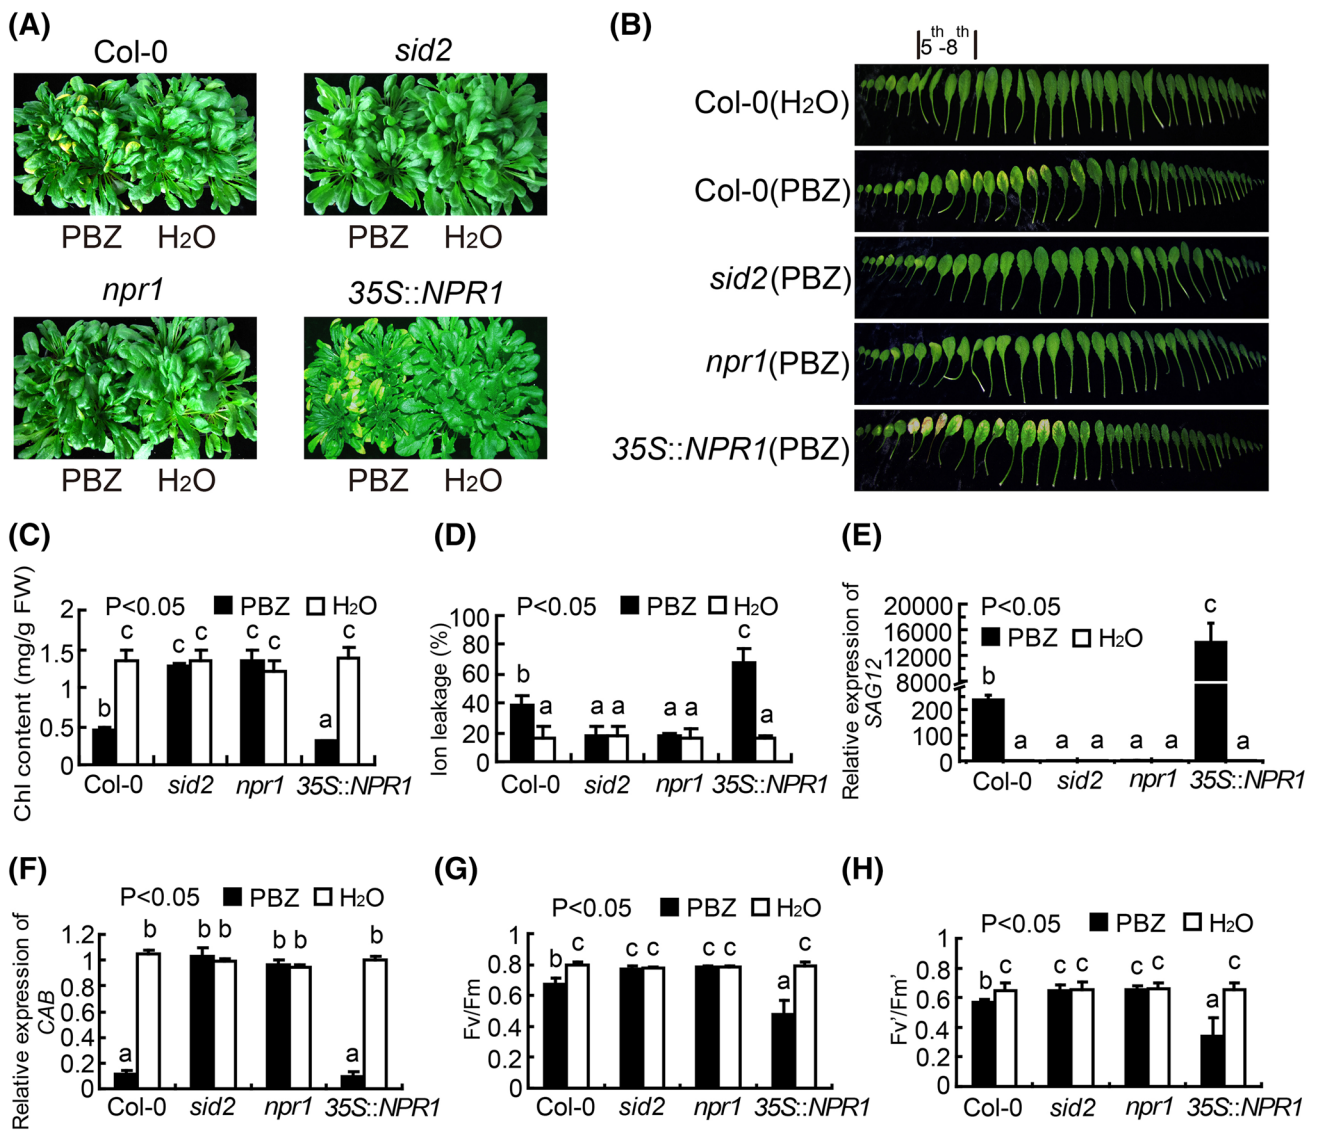 (A)
Col-0
sid2
PBZ H2O
PBZ H2O
npr1
35S::NPR1
PBZ H2O
PBZ H2O
(B)
5th-8th
Col-0(H2O)
Col-0(PBZ)
sid2(PBZ)
npr1(PBZ)
35S::NPR1(PBZ)
(C)
Chl content (mg/g FW)
P<0.05 PBZ H2O
2
1.5
1
0.5
0
b c c c c c a c
Col-0 sid2 npr1 35S::NPR1
(D)
Ion leakage (%)
P<0.05 PBZ H2O
100
80
60
40
20
0
b a a a a a c a
Col-0 sid2 npr1 35S::NPR1
(E)
Relative expression of
SAG12
P<0.05
PBZ H2O
20000
16000
12000
8000
200
100
0
b a a a a a c a
Col-0 sid2 npr1 35S::NPR1
(F)
Relative expression of
CAB
P<0.05 PBZ H2O
1.2
1
0.8
0.6
0.4
0.2
0
a b b b b b a b
Col-0 sid2 npr1 35S::NPR1
(G)
Fv/Fm
P<0.05 PBZ H2O
1
0.8
0.6
0.4
0.2
0
b c c c c c a c
Col-0 sid2 npr1 35S::NPR1
(H)
Fv'/Fm'
P<0.05 PBZ H2O
1
0.8
0.6
0.4
0.2
0
b c c c c c a c
Col-0 sid2 npr1 35S::NPR1